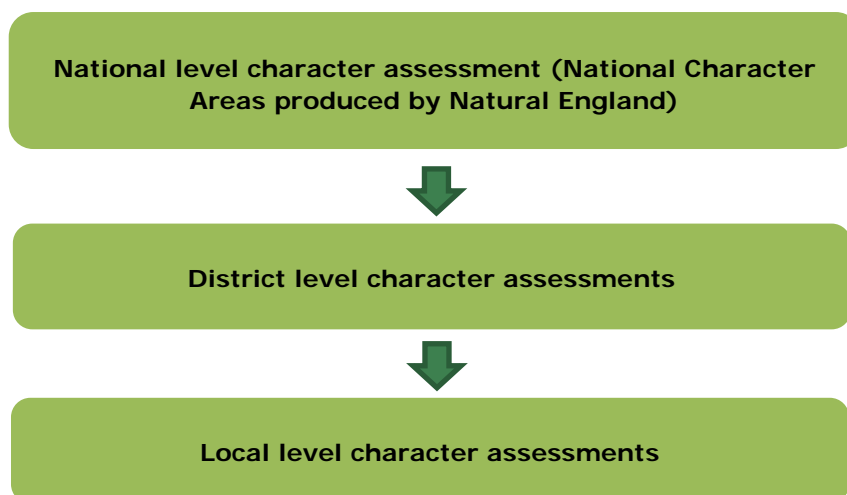 National level character assessment (National Character
Areas produced by Natural England)
District level character assessments
Local level character assessments